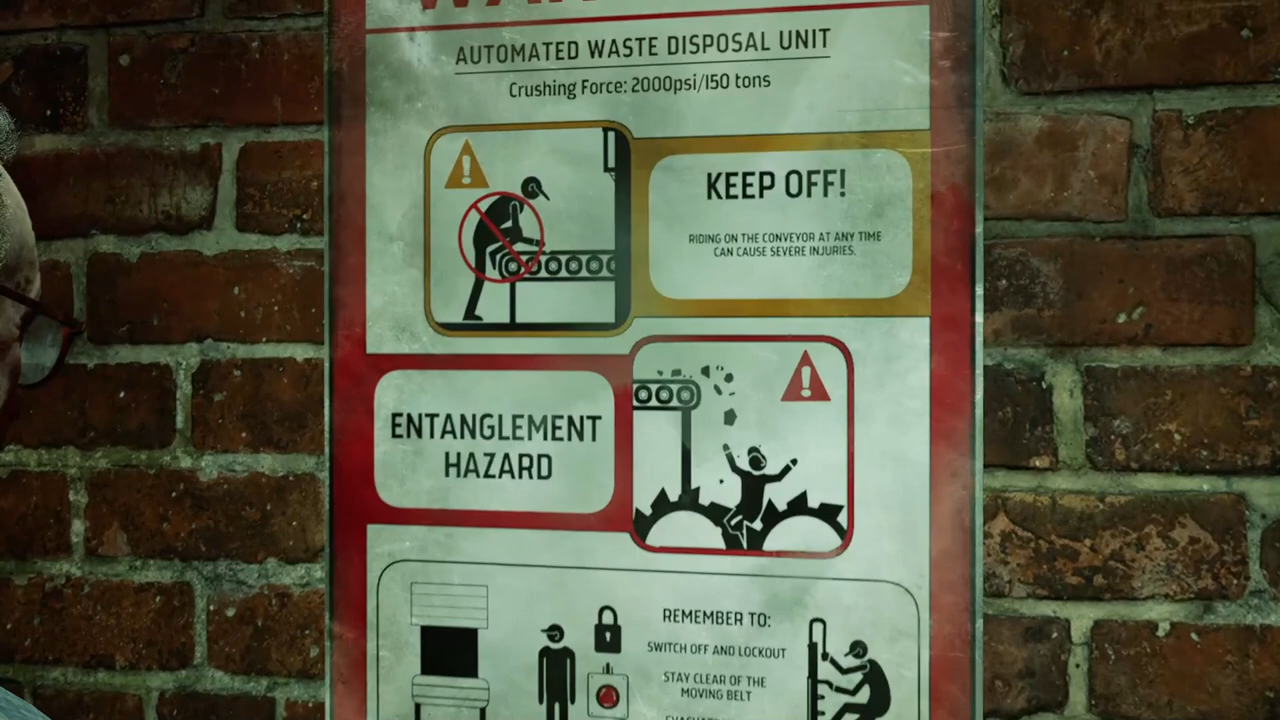 AUTOMATED WASTE DISPOSAL UNIT
Crushing Force: 2000psi/150 tons
KEEP OFF!
RIDING ON THE CONVEYOR AT ANY TIME
CAN CAUSE SEVERE INJURIES.
ENTANGLEMENT
HAZARD
REMEMBER TO:
SWITCH OFF AND LOCKOUT
STAY CLEAR OF THE
MOVING BELT